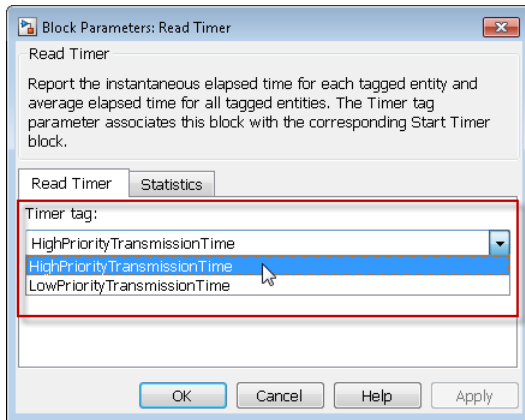 Block Parameters: Read Timer
Read Timer
Report the instantaneous elapsed time for each tagged entity and
average elapsed time for all tagged entities. The Timer tag
parameter associates this block with the corresponding Start Timer
block.
Read Timer Statistics
Timer tag:
HighPriorityTransmissionTime
HighPriorityTransmissionTime
LowPriorityTransmissionTime
OK Cancel Help Apply